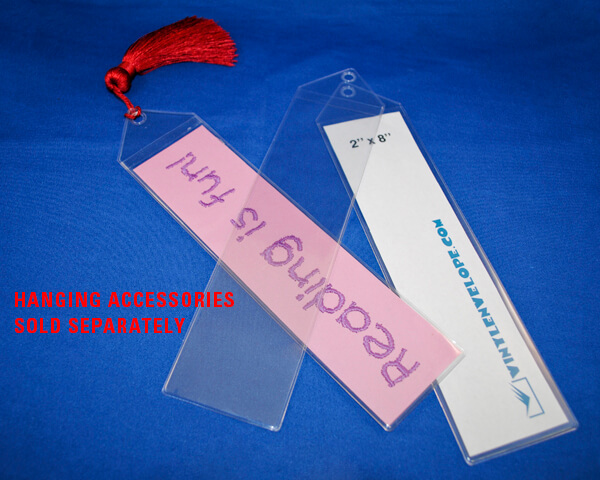 2" x 8"
Reading is fun!
VINYLENVELOPE.COM
HANGING ACCESSORIES
SOLD SEPARATELY